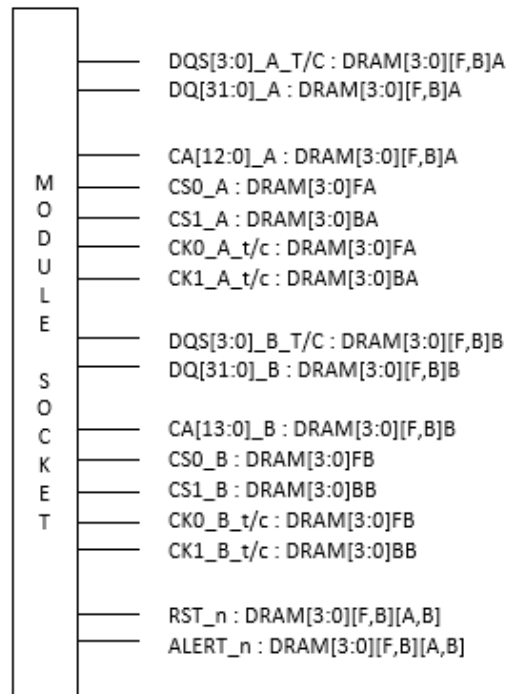 MODULE SOCKET
DQS[3:0]_A_T/C : DRAM[3:0][F,B]A
DQ[31:0]_A : DRAM[3:0][F,B]A
CA[12:0]_A : DRAM[3:0][F,B]A
CS0_A : DRAM[3:0]FA
CS1_A : DRAM[3:0]BA
CK0_A_t/c : DRAM[3:0]FA
CK1_A_t/c : DRAM[3:0]BA
DQS[3:0]_B_T/C : DRAM[3:0][F,B]B
DQ[31:0]_B : DRAM[3:0][F,B]B
CA[13:0]_B : DRAM[3:0][F,B]B
CS0_B : DRAM[3:0]FB
CS1_B : DRAM[3:0]BB
CK0_B_t/c : DRAM[3:0]FB
CK1_B_t/c : DRAM[3:0]BB
RST_n : DRAM[3:0][F,B][A,B]
ALERT_n : DRAM[3:0][F,B][A,B]